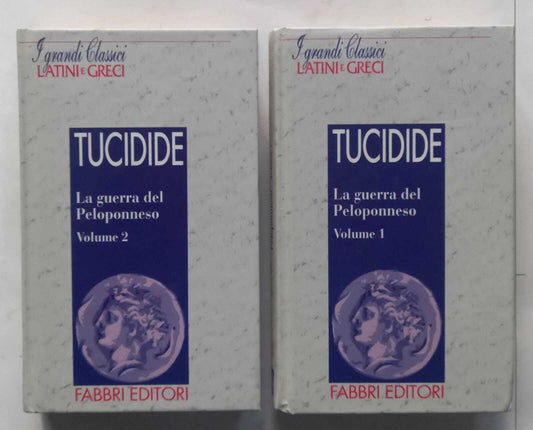 I grandi Classici
LATINI E GRECI
TUCIDIDE
La guerra del
Peloponneso
Volume 2
FABBRI EDITORI
I grandi Classici
LATINI E GRECI
TUCIDIDE
La guerra del
Peloponneso
Volume 1
FABBRI EDITORI